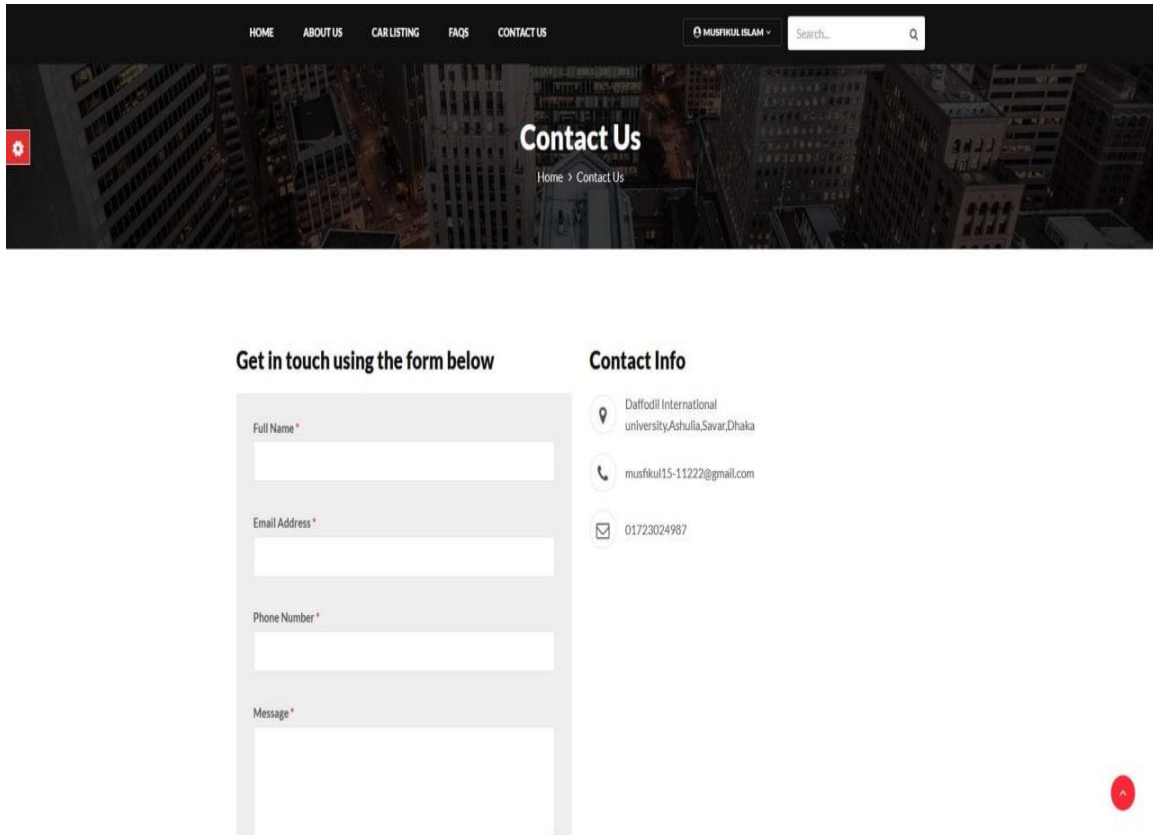 HOME ABOUT US CAR LISTING FAQS CONTACT US MUSFIKUL ISLAM Search...
Contact Us
Home > Contact Us
Get in touch using the form below
Full Name *
Email Address *
Phone Number *
Message *
Contact Info
Daffodil International
university,Ashulia,Savar,Dhaka
musfikul15-11222@gmail.com
01723024987